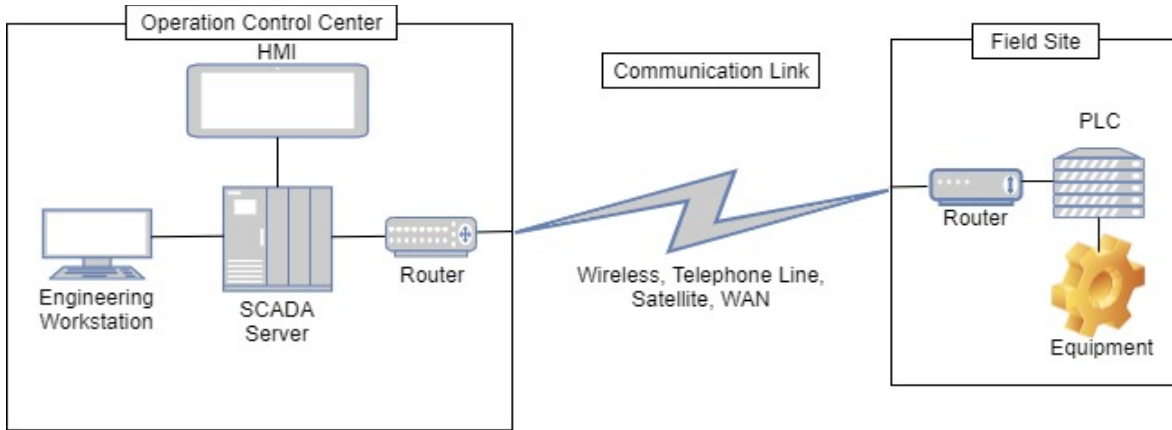 Operation Control Center
HMI
Engineering
Workstation
SCADA
Server
Router
Communication Link
Wireless, Telephone Line,
Satellite, WAN
Field Site
PLC
Router
Equipment